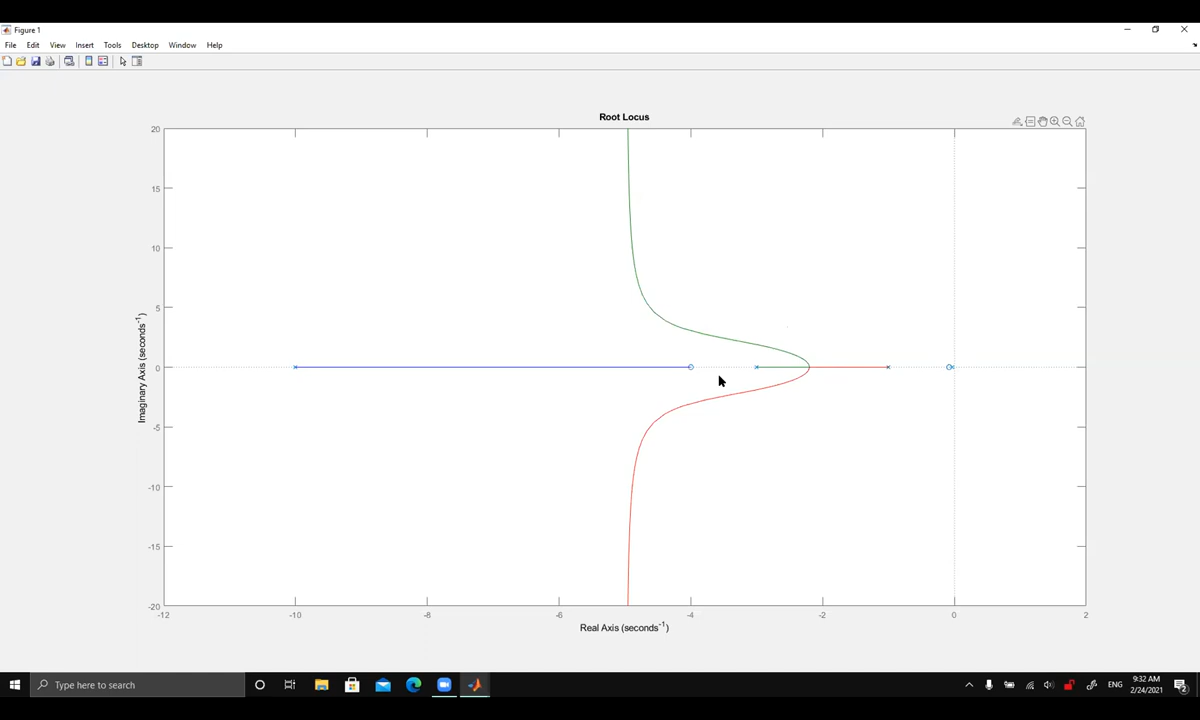 Figure 1
File Edit View Insert Tools Desktop Window Help
Root Locus
20
15
10
5
0
-5
-10
-15
-20
Imaginary Axis (seconds-1)
-12 -10 -8 -6 -4 -2 0 2
Real Axis (seconds-1)
Type here to search
ENG
9:32 AM
2/24/2021
2